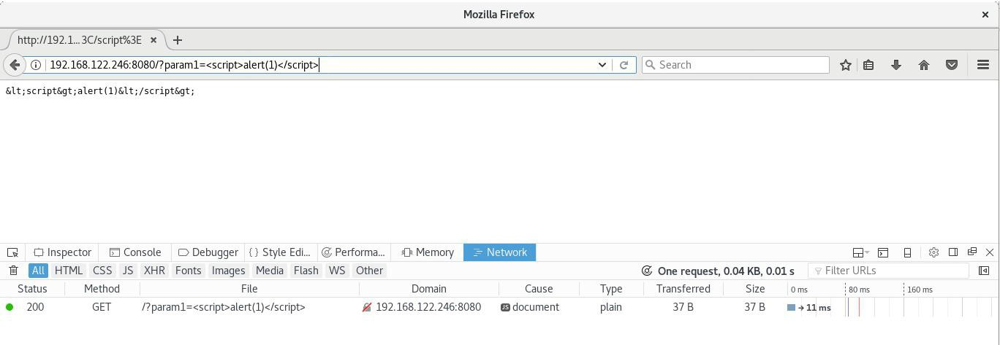 Mozilla Firefox
http://192.1...3C/script%3E
192.168.122.246:8080/?param1=<script>alert(1)</script>
Search
&lt;script&gt;alert(1)&lt;/script&gt;
Inspector Console Debugger Style Edi... Performa... Memory Network
All HTML CSS JS XHR Fonts Images Media Flash WS Other One request, 0.04 KB, 0.01 s Filter URLs
Status Method File Domain Cause Type Transferred Size 0 ms 80 ms 160 ms
200 GET /?param1=<script>alert(1)</script> 192.168.122.246:8080 JS document plain 37 B 37 B → 11 ms